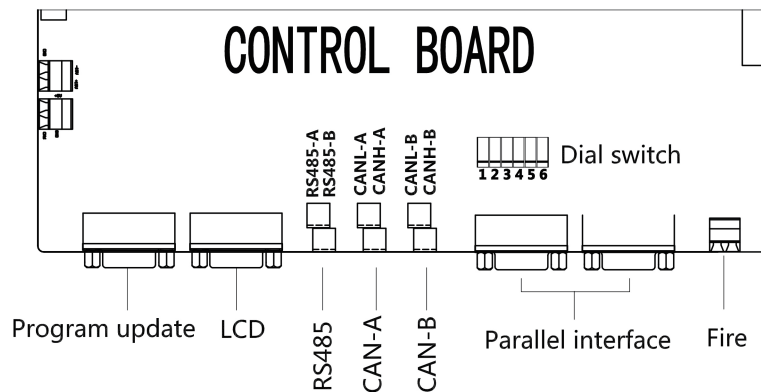 CONTROL BOARD
RS485-A
RS485-B
CANL-A
CANH-A
CANL-B
CANH-B
Dial switch
1 2 3 4 5 6
Program update
LCD
RS485
CAN-A
CAN-B
Parallel interface
Fire